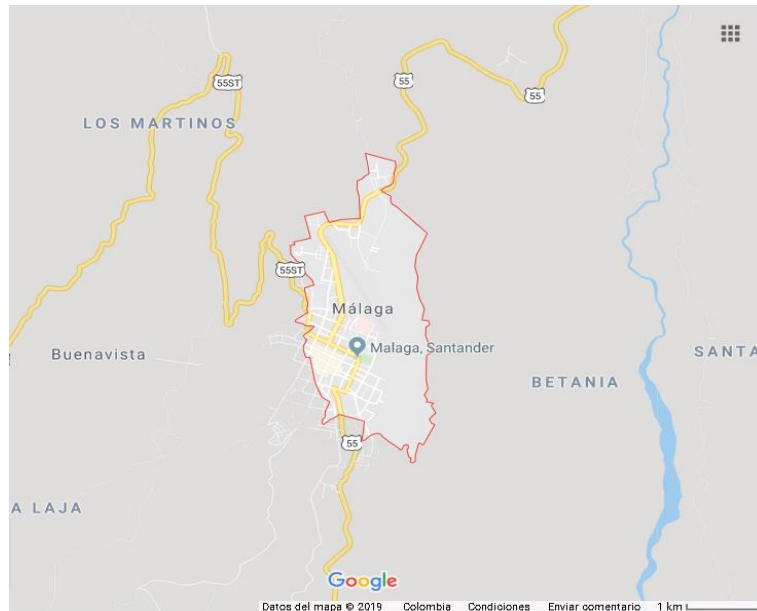 55
55
55ST
LOS MARTINOS
55ST
Málaga
Malaga, Santander
Buenavista
SANTA
BETANIA
55
A LAJA
Google
Datos del mapa © 2019 Colombia Condiciones Enviar comentario 1 km